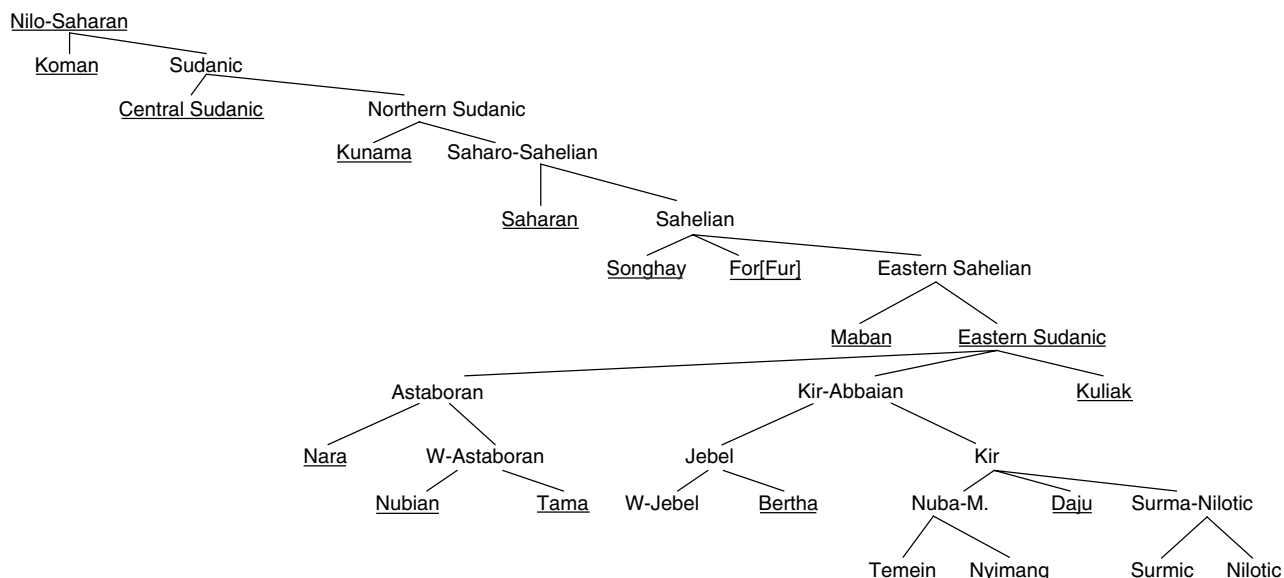 Nilo-Saharan
Koman Sudanic
Central Sudanic Northern Sudanic
Kunama Saharo-Sahelian
Saharan Sahelian
Songhay For[Fur] Eastern Sahelian
Maban Eastern Sudanic
Astaboran Kir-Abbaian Kuliak
Nara W-Astaboran Jebel Kir
Nubian Tama W-Jebel Bertha Nuba-M. Daju Surma-Nilotic
Temein Nyimang Surmic Nilotic